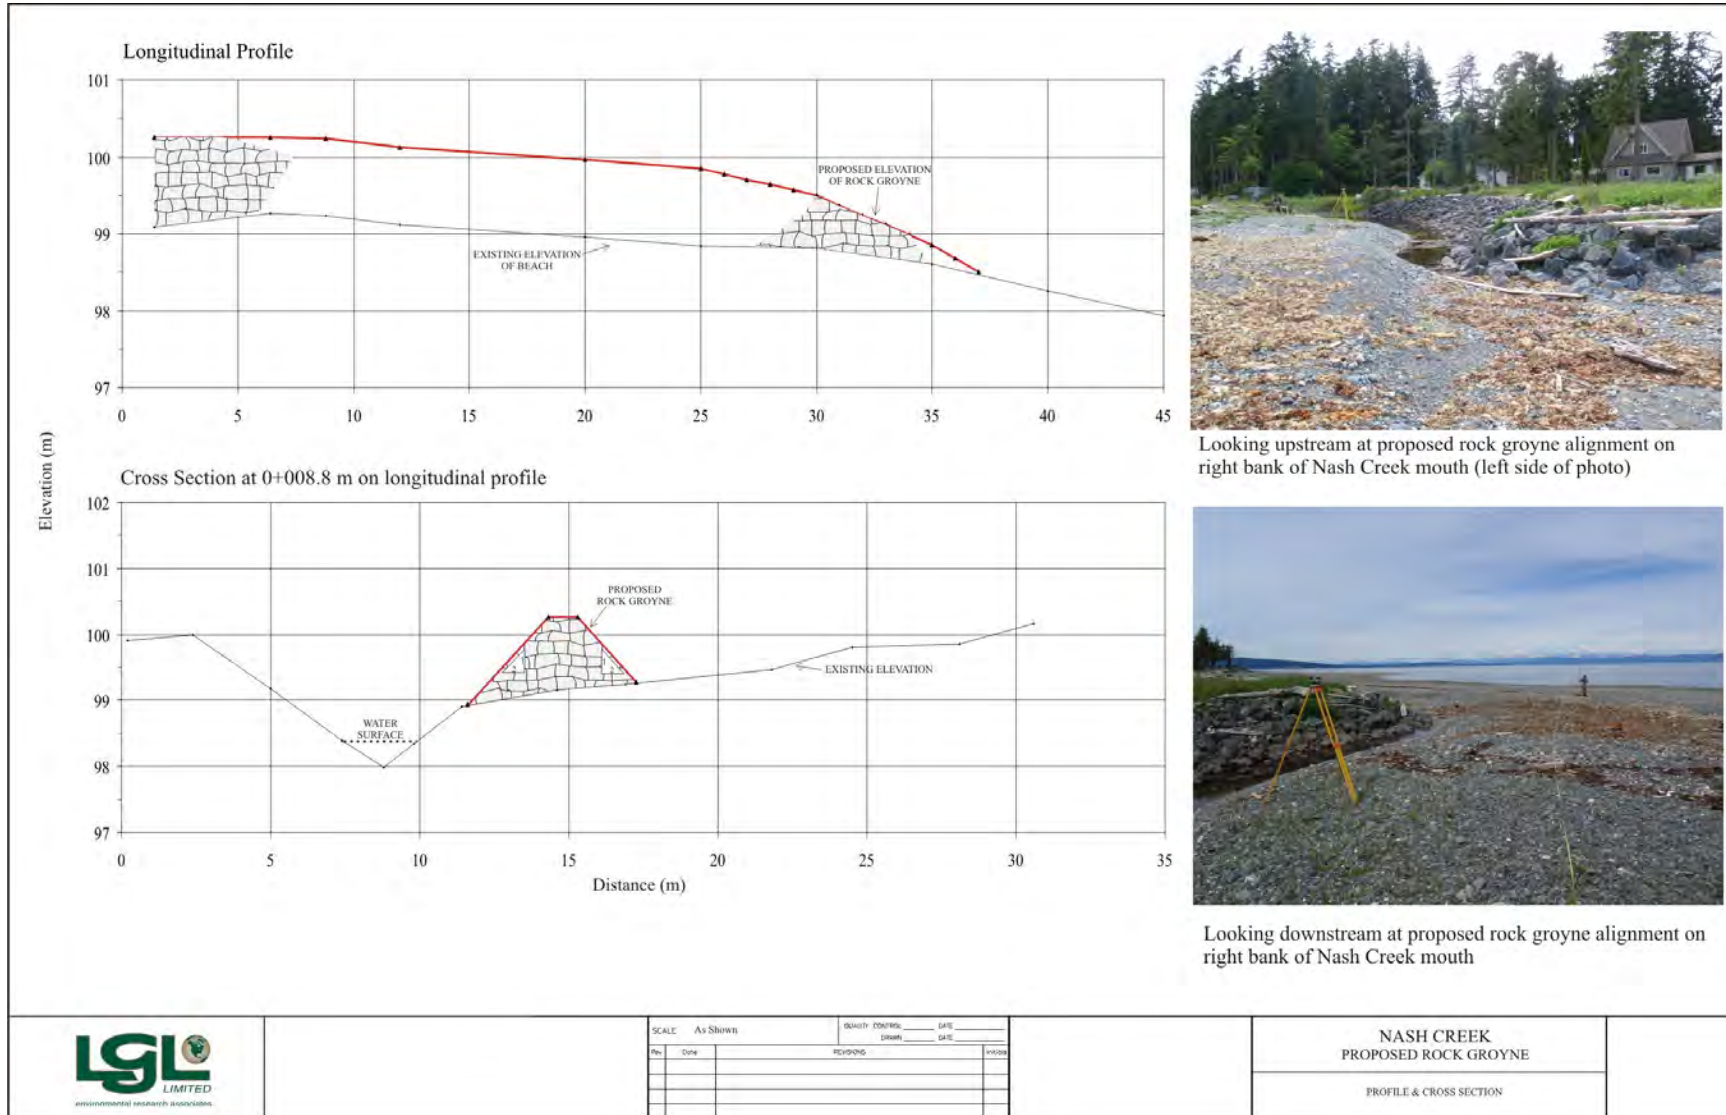 Longitudinal Profile
101
100
99
98
97
0 5 10 15 20 25 30 35 40 45
PROPOSED ELEVATION
OF ROCK GROYNE
EXISTING ELEVATION
OF BEACH
Elevation (m)
Cross Section at 0+008.8 m on longitudinal profile
102
101
100
99
98
97
0 5 10 15 20 25 30 35
PROPOSED
ROCK GROYNE
EXISTING ELEVATION
WATER
SURFACE
Distance (m)
Looking upstream at proposed rock groyne alignment on
right bank of Nash Creek mouth (left side of photo)
Looking downstream at proposed rock groyne alignment on
right bank of Nash Creek mouth
LGL
LIMITED
environmental research associates
SCALE As Shown
QUALITY CONTROL DATE
DRAWN DATE
Rev Date REVISIONS Initials
NASH CREEK
PROPOSED ROCK GROYNE
PROFILE & CROSS SECTION